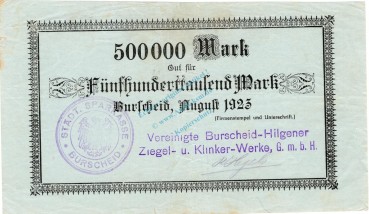 500000 Mark
Gut für
Fünfhunderttausend Mark
Burscheid, August 1923
(Firmenstempel und Unterschrift.)
STÄDT. SPARKASSE
BURSCHEID
Vereinigte Burscheid-Hilgener
Ziegel- u. Klinker-Werke, G. m. b. H.